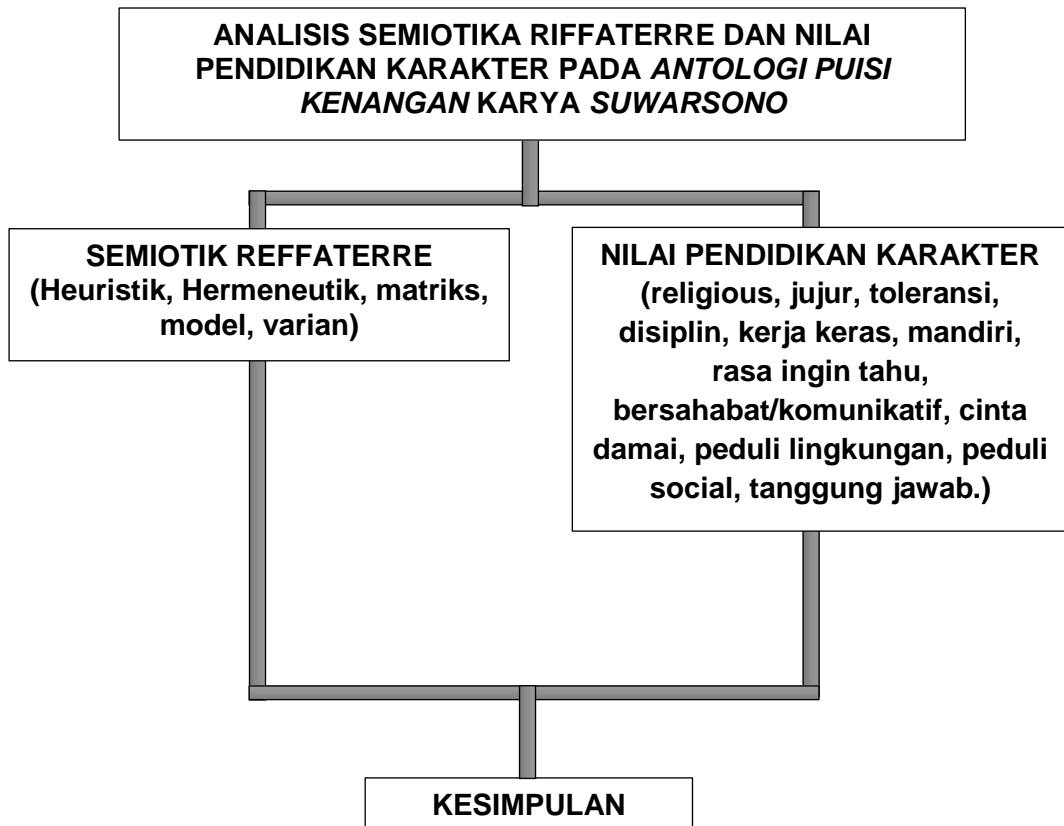 ANALISIS SEMIOTIKA RIFFATERRE DAN NILAI
PENDIDIKAN KARAKTER PADA ANTOLOGI PUISI
KENANGAN KARYA SUWARSONO
SEMIOTIK REFFATERRE
(Heuristik, Hermeneutik, matriks,
model, varian)
NILAI PENDIDIKAN KARAKTER
(religious, jujur, toleransi,
disiplin, kerja keras, mandiri,
rasa ingin tahu,
bersahabat/komunikatif, cinta
damai, peduli lingkungan, peduli
social, tanggung jawab.)
KESIMPULAN